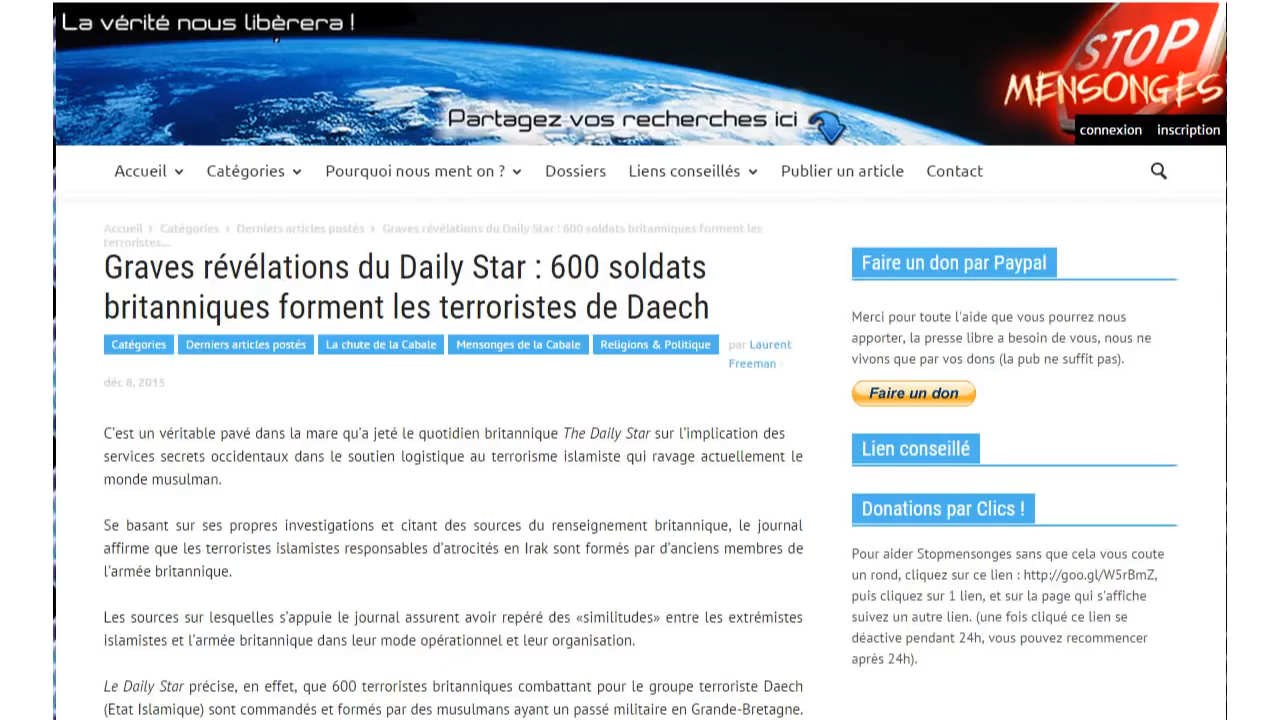 La vérité nous libèrera !
STOP
MENSONGES
Partagez vos recherches ici
connexion inscription
Accueil Catégories Pourquoi nous ment on ? Dossiers Liens conseillés Publier un article Contact
Accueil › Catégories › Derniers articles postés › Graves révélations du Daily Star : 600 soldats britanniques forment les
terroristes...
Graves révélations du Daily Star : 600 soldats
britanniques forment les terroristes de Daech
Catégories Derniers articles postés La chute de la Cabale Mensonges de la Cabale Religions & Politique par Laurent
Freeman -
déc 8, 2015
C'est un véritable pavé dans la mare qu'a jeté le quotidien britannique The Daily Star sur l'implication des
services secrets occidentaux dans le soutien logistique au terrorisme islamiste qui ravage actuellement le
monde musulman.
Se basant sur ses propres investigations et citant des sources du renseignement britannique, le journal
affirme que les terroristes islamistes responsables d'atrocités en Irak sont formés par d'anciens membres de
l'armée britannique.
Les sources sur lesquelles s'appuie le journal assurent avoir repéré des «similitudes» entre les extrémistes
islamistes et l'armée britannique dans leur mode opérationnel et leur organisation.
Le Daily Star précise, en effet, que 600 terroristes britanniques combattant pour le groupe terroriste Daech
(Etat Islamique) sont commandés et formés par des musulmans ayant un passé militaire en Grande-Bretagne.
Faire un don par Paypal
Merci pour toute l'aide que vous pourrez nous
apporter, la presse libre a besoin de vous, nous ne
vivons que par vos dons (la pub ne suffit pas).
Faire un don
Lien conseillé
Donations par Clics !
Pour aider Stopmensonges sans que cela vous coute
un rond, cliquez sur ce lien : http://goo.gl/W5rBmZ,
puis cliquez sur 1 lien, et sur la page qui s'affiche
suivez un autre lien. (une fois cliqué ce lien se
déactive pendant 24h, vous pouvez recommencer
après 24h).